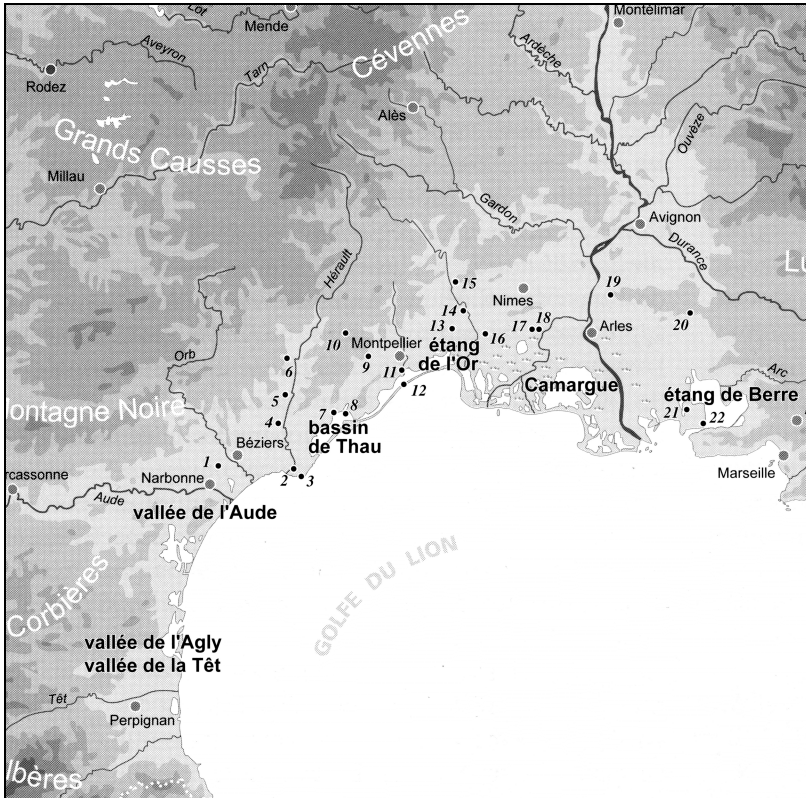 Lot
Mende
Montélimar
Aveyron
Cévennes
Ardèche
Tarn
Rodez
Alès
Ouvèze
Grands Causses
Millau
Gardon
Avignon
Durance
Hérault
Lu
15
19
Nimes
14
20
13
16
17
18
Arles
10
Montpellier
étang
de l'Or
Orb
9
6
11
Arc
12
Camargue
étang de Berre
5
ontagne Noire
7
8
21
4
22
bassin
de Thau
Béziers
1
Marseille
rcassonne
Narbonne
2
3
Aude
vallée de l'Aude
GOLFE DU LION
Corbières
vallée de l'Agly
vallée de la Têt
Têt
Perpignan
lbères